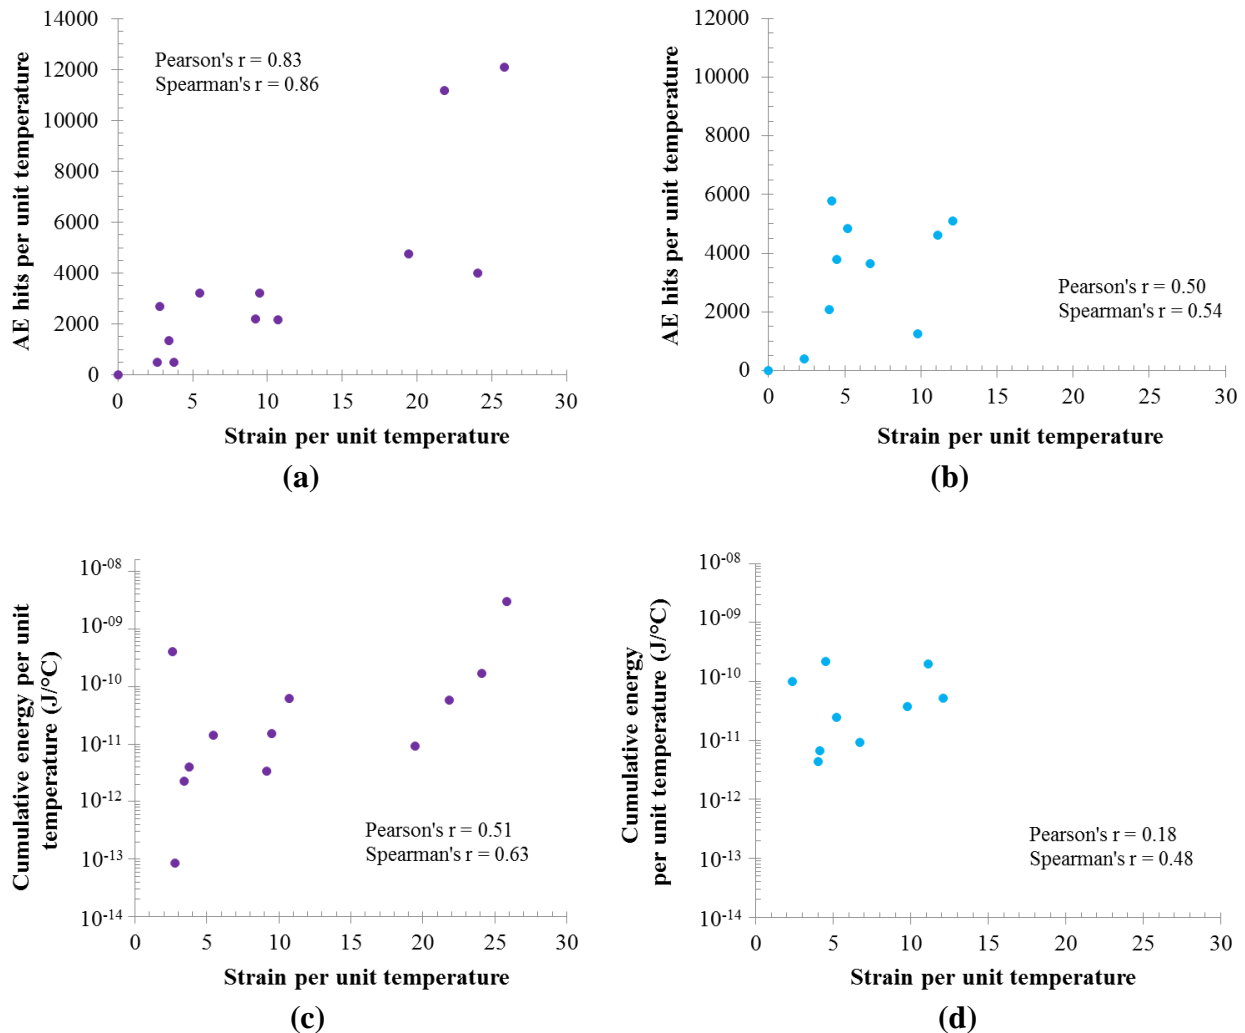 14000
12000
10000
8000
6000
4000
2000
0
AE hits per unit temperature
Pearson's r = 0.83
Spearman's r = 0.86
0 5 10 15 20 25 30
Strain per unit temperature
(a)
12000
10000
8000
6000
4000
2000
0
AE hits per unit temperature
Pearson's r = 0.50
Spearman's r = 0.54
0 5 10 15 20 25 30
Strain per unit temperature
(b)
10-08
10-09
10-10
10-11
10-12
10-13
10-14
Cumulative energy per unit
temperature (J/°C)
Pearson's r = 0.51
Spearman's r = 0.63
0 5 10 15 20 25 30
Strain per unit temperature
(c)
10-08
10-09
10-10
10-11
10-12
10-13
10-14
Cumulative energy
per unit temperature (J/°C)
Pearson's r = 0.18
Spearman's r = 0.48
0 5 10 15 20 25 30
Strain per unit temperature
(d)